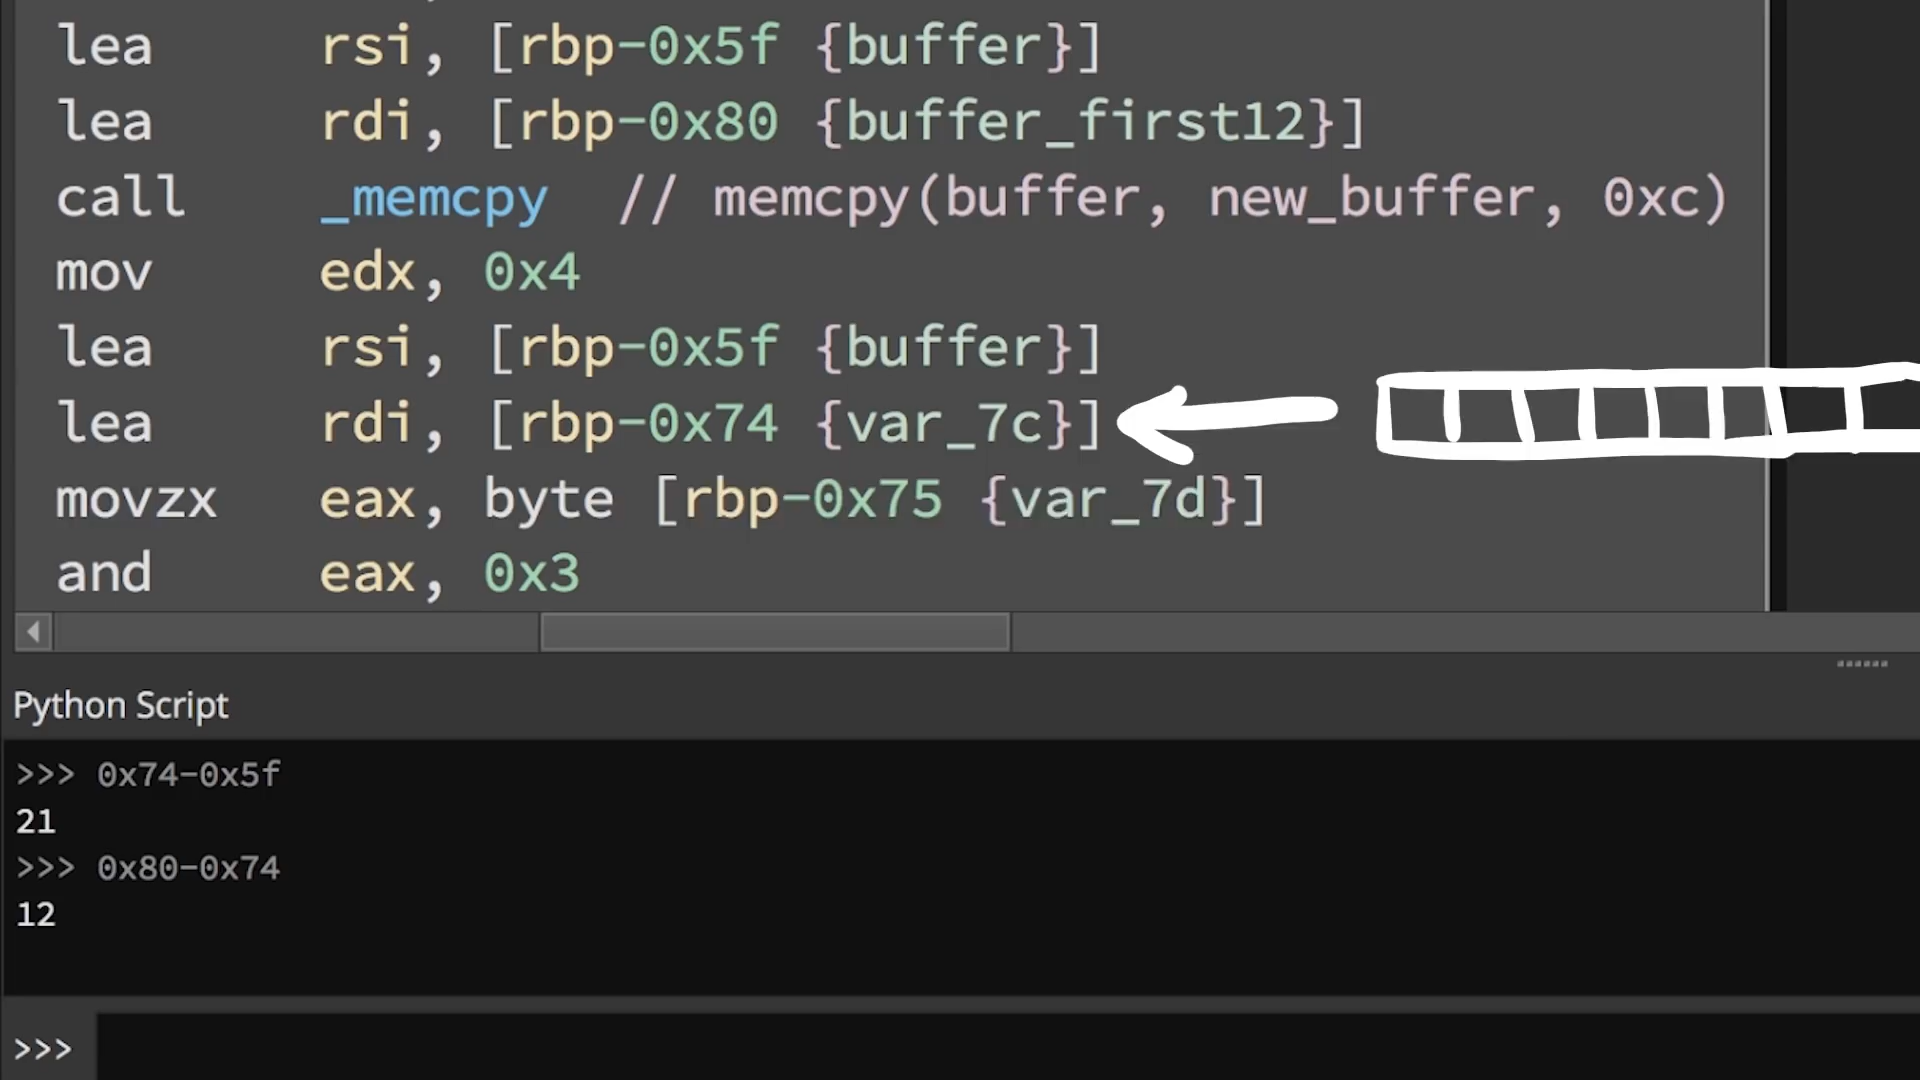 lea rsi, [rbp-0x5f {buffer}]
lea rdi, [rbp-0x80 {buffer_first12}]
call _memcpy // memcpy(buffer, new_buffer, 0xc)
mov edx, 0x4
lea rsi, [rbp-0x5f {buffer}]
lea rdi, [rbp-0x74 {var_7c}]
movzx eax, byte [rbp-0x75 {var_7d}]
and eax, 0x3
Python Script
>>> 0x74-0x5f
21
>>> 0x80-0x74
12
>>>